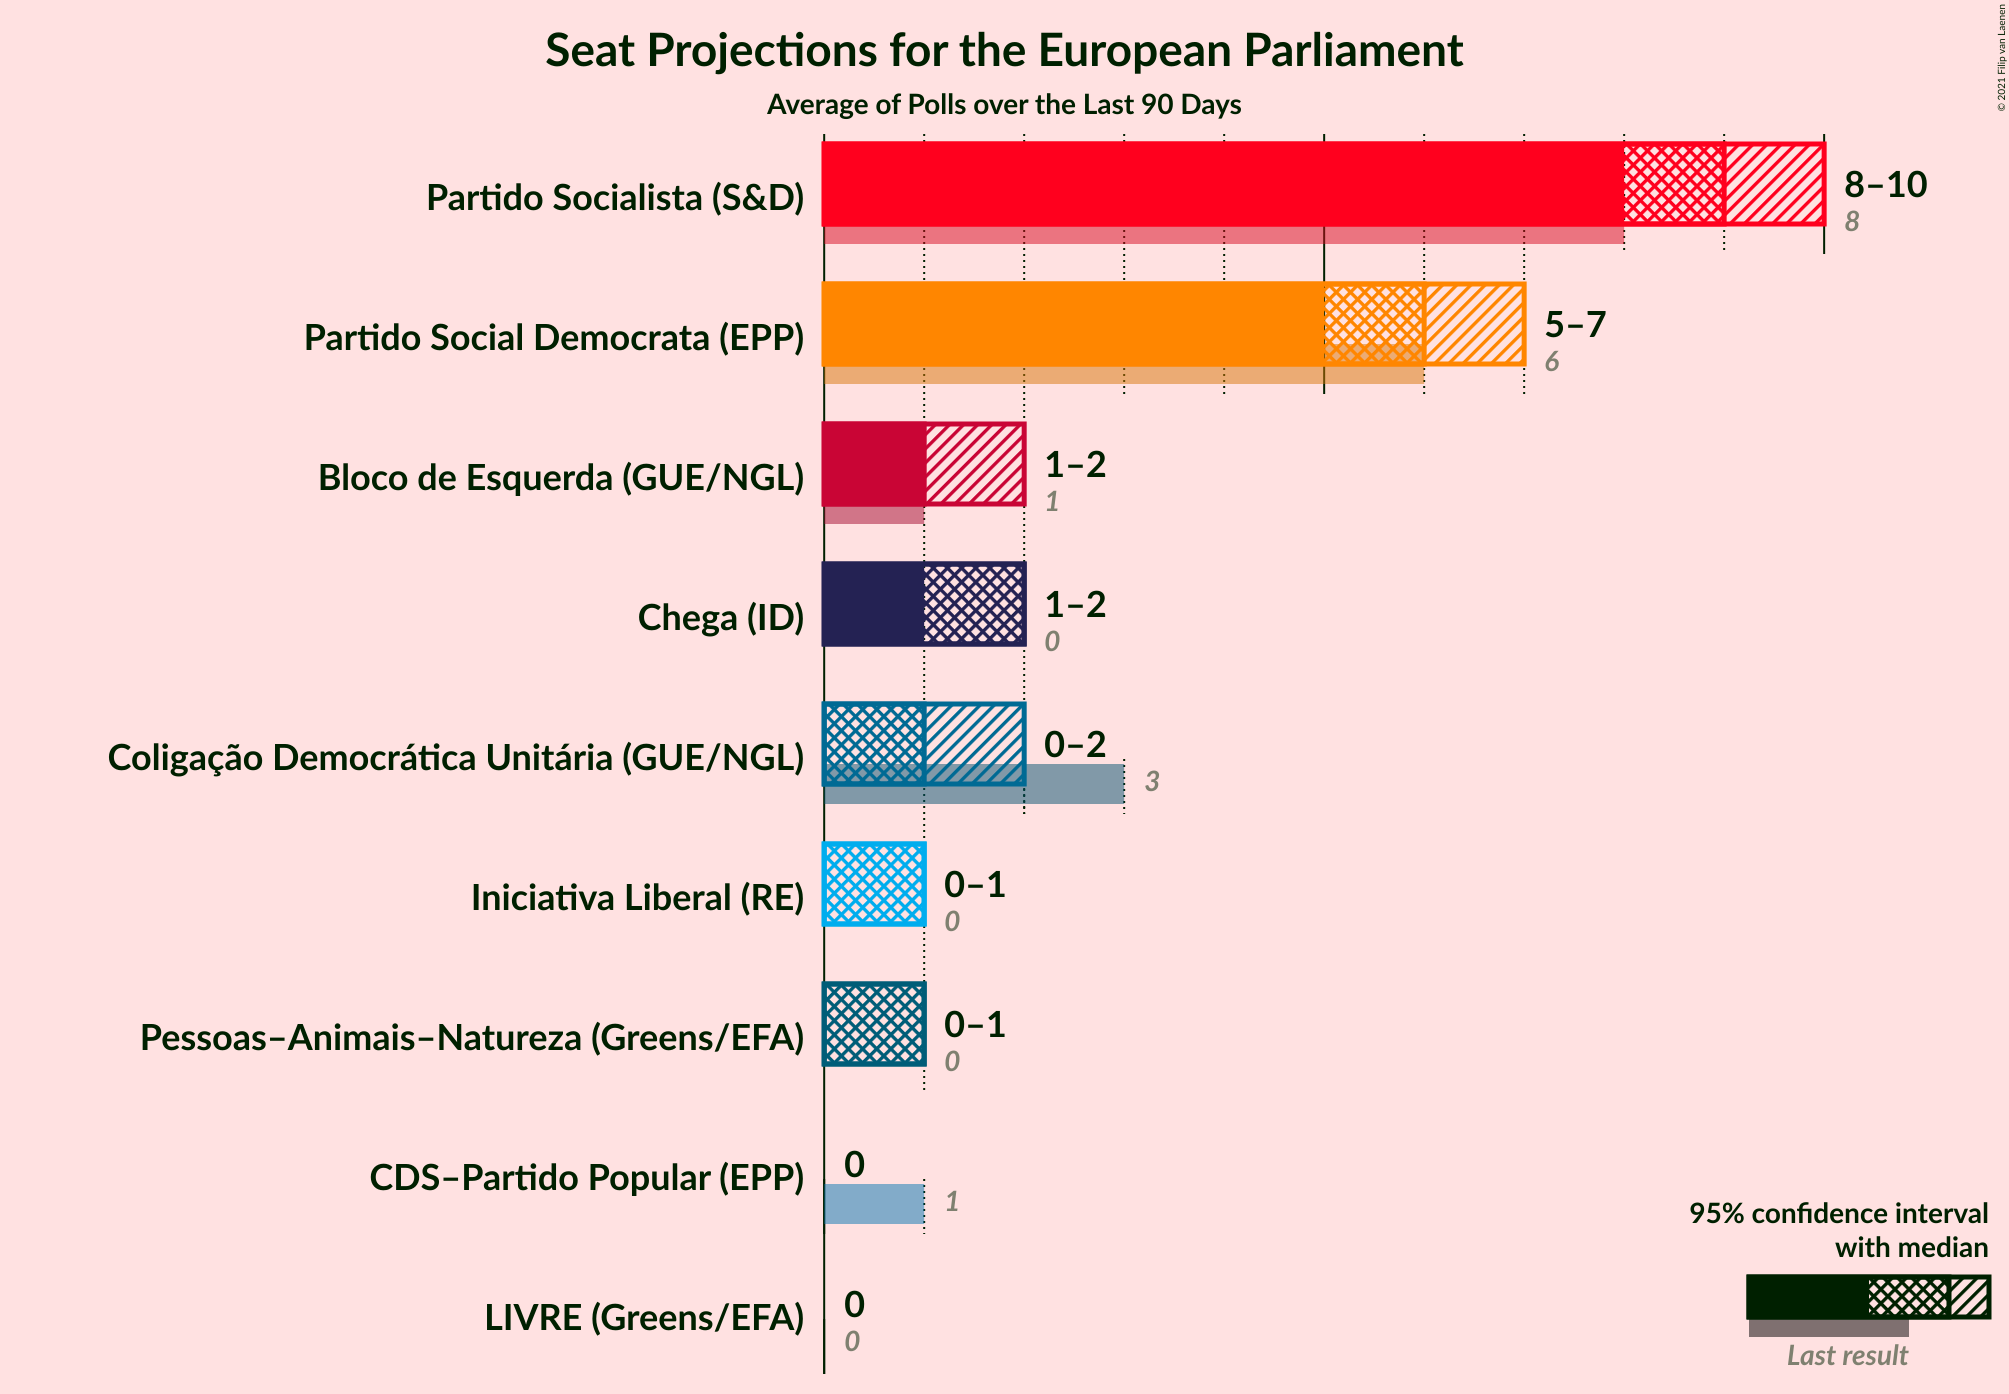 Seat Projections for the European Parliament
Average of Polls over the Last 90 Days
© 2021 Filip van Laenen
Partido Socialista (S&D)
8–10
8
Partido Social Democrata (EPP)
5–7
6
Bloco de Esquerda (GUE/NGL)
1–2
1
Chega (ID)
1–2
0
Coligação Democrática Unitária (GUE/NGL)
0–2
3
Iniciativa Liberal (RE)
0–1
0
Pessoas–Animais–Natureza (Greens/EFA)
0–1
0
CDS–Partido Popular (EPP)
0
1
LIVRE (Greens/EFA)
0
0
95% confidence interval
with median
Last result